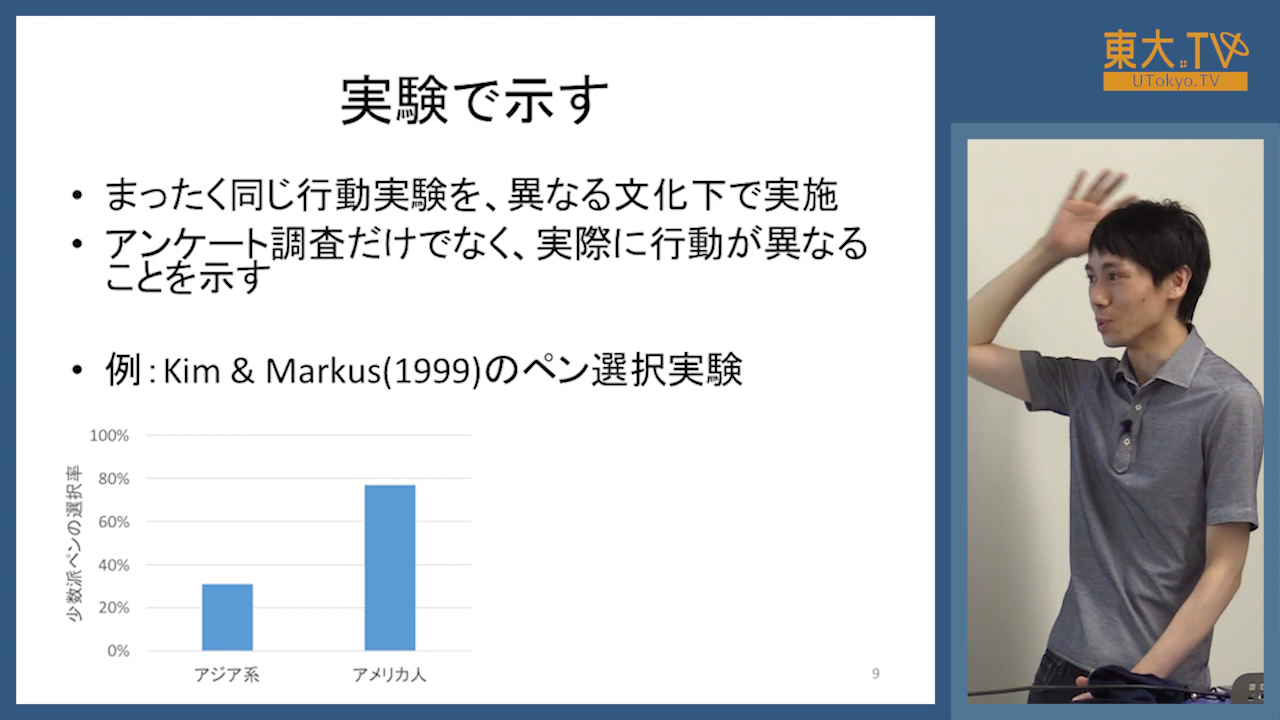 実験で示す
• まったく同じ行動実験を、異なる文化下で実施
• アンケート調査だけでなく、実際に行動が異なる
ことを示す
• 例：Kim & Markus(1999)のペン選択実験
100%
80%
60%
40%
20%
0%
少数派ペンの選択率
アジア系
アメリカ人
9
東大.TV
UTokyo.TV